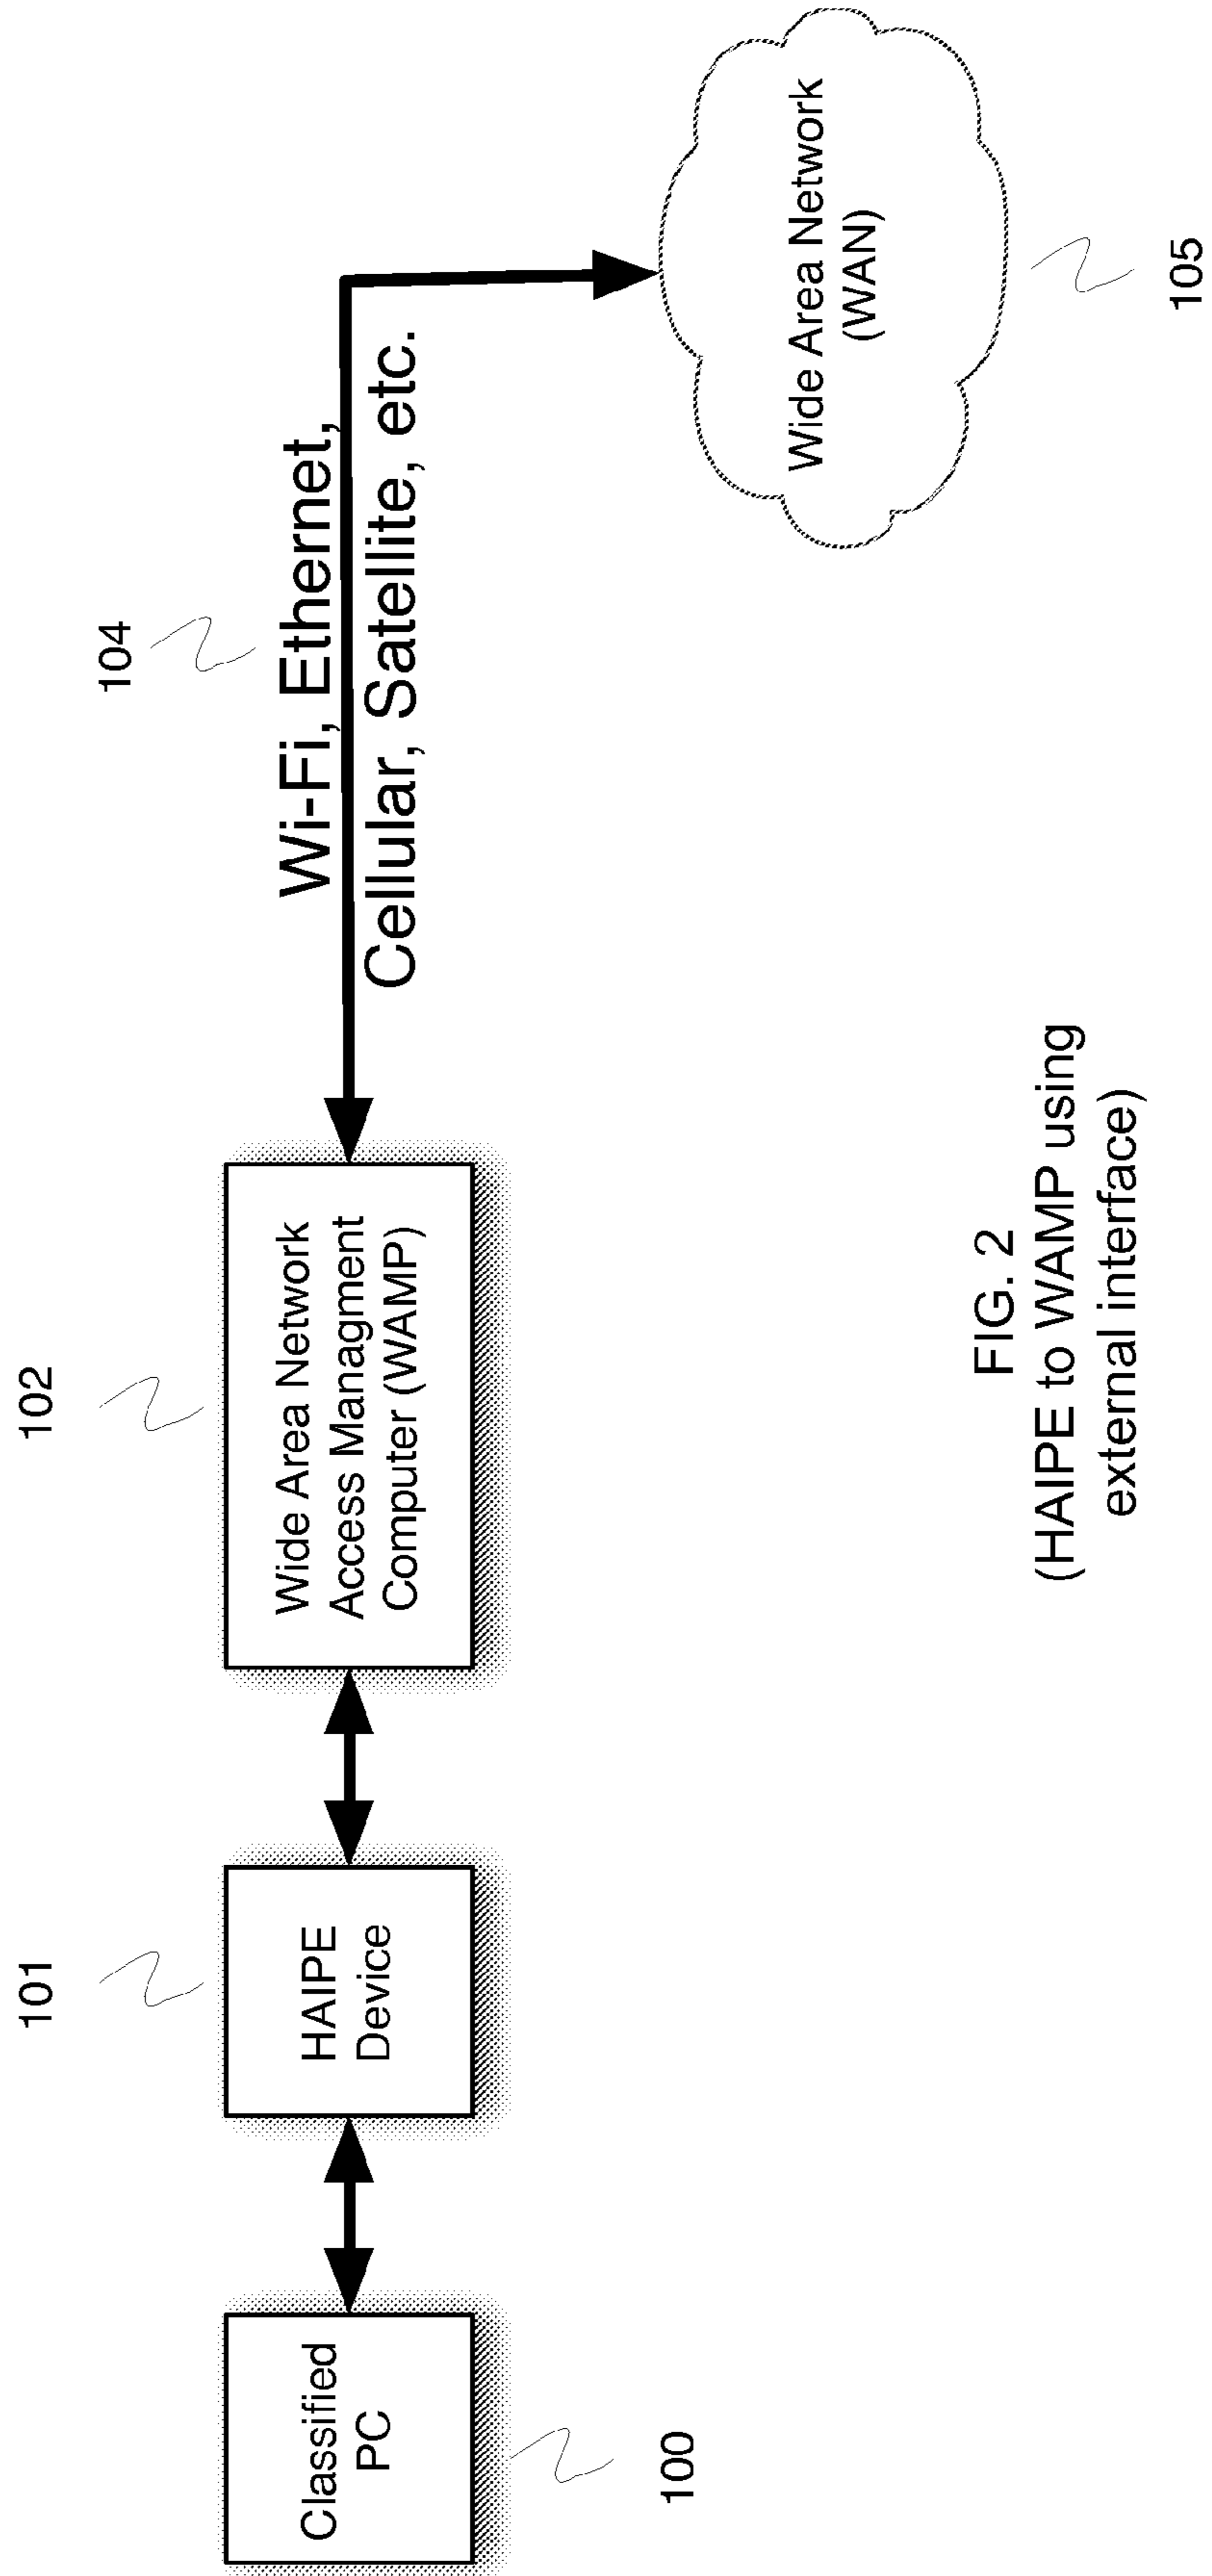 104
Wi-Fi, Ethernet,
Cellular, Satellite, etc.
102
Wide Area Network
Access Managment
Computer (WAMP)
101
HAIPE
Device
Classified
PC
100
Wide Area Network
(WAN)
105
FIG. 2
(HAIPE to WAMP using
external interface)